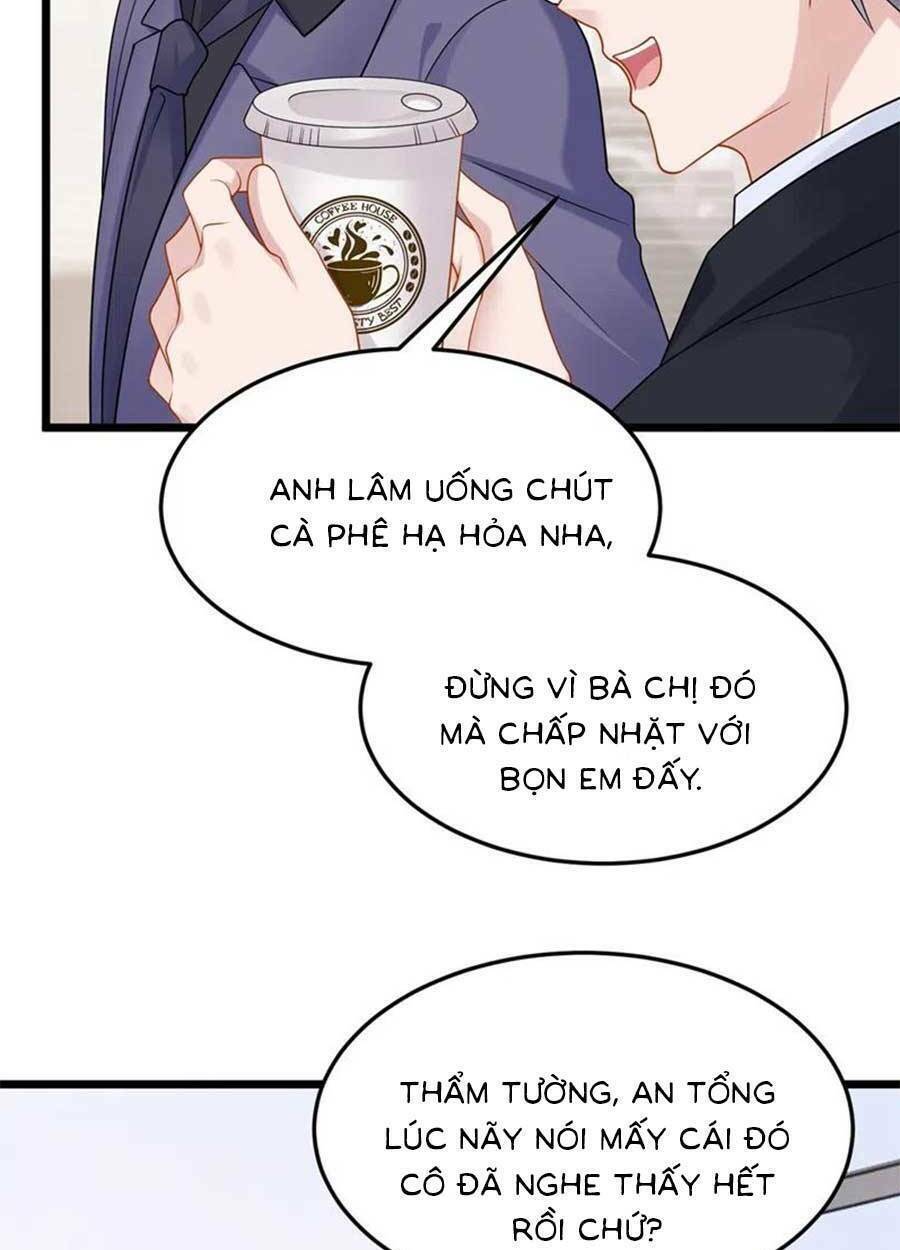 COFFEE HOUSE
TY BEST
ANH LÂM UỐNG CHÚT
CÀ PHÊ HẠ HỎA NHA,
ĐỪNG VÌ BÀ CHỊ ĐÓ
MÀ CHẤP NHẶT VỚI
BỌN EM ĐẤY.
THẨM TƯỜNG, AN TỔNG
LÚC NÃY NÓI MẤY CÁI ĐÓ
CÔ ĐÃ NGHE THẤY HẾT
RỒI CHỨ?